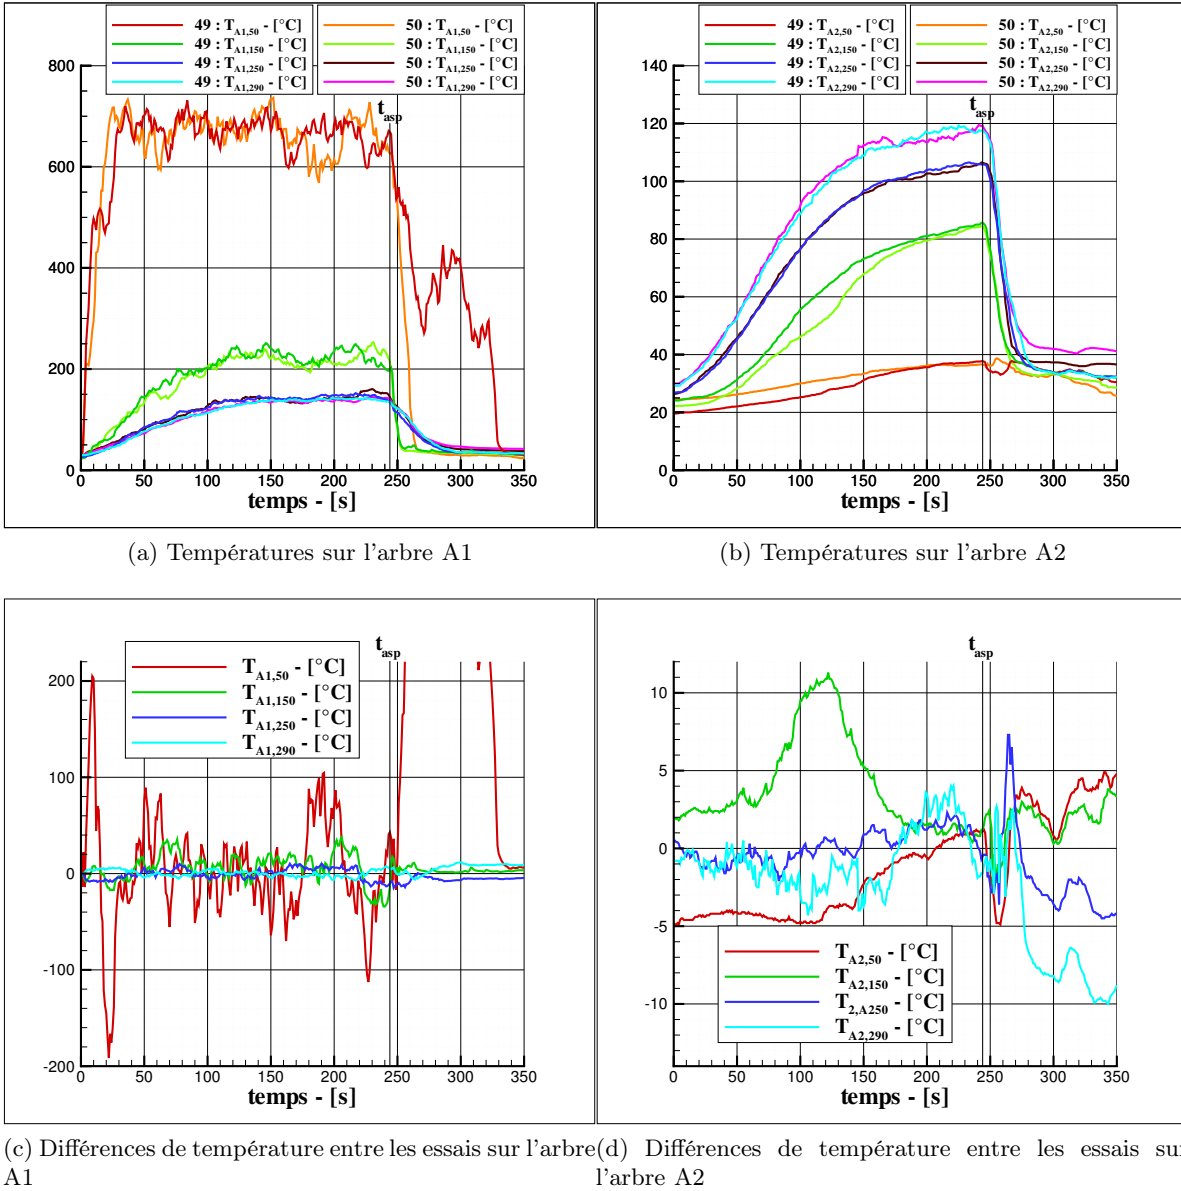 49 : T_A1,50 - [°C]
49 : T_A1,150 - [°C]
49 : T_A1,250 - [°C]
49 : T_A1,290 - [°C]
50 : T_A1,50 - [°C]
50 : T_A1,150 - [°C]
50 : T_A1,250 - [°C]
50 : T_A1,290 - [°C]
t_asp
800
600
400
200
0
0 50 100 150 200 250 300 350
temps - [s]
(a) Températures sur l'arbre A1
49 : T_A2,50 - [°C]
49 : T_A2,150 - [°C]
49 : T_A2,250 - [°C]
49 : T_A2,290 - [°C]
50 : T_A2,50 - [°C]
50 : T_A2,150 - [°C]
50 : T_A2,250 - [°C]
50 : T_A2,290 - [°C]
t_asp
140
120
100
80
60
40
20
0
0 50 100 150 200 250 300 350
temps - [s]
(b) Températures sur l'arbre A2
t_asp
T_A1,50 - [°C]
T_A1,150 - [°C]
T_A1,250 - [°C]
T_A1,290 - [°C]
200
100
0
-100
-200
0 50 100 150 200 250 300 350
temps - [s]
(c) Différences de température entre les essais sur l'arbre
A1
t_asp
10
5
0
-5
-10
T_A2,50 - [°C]
T_A2,150 - [°C]
T_2,A250 - [°C]
T_A2,290 - [°C]
0 50 100 150 200 250 300 350
temps - [s]
(d) Différences de température entre les essais sur
l'arbre A2